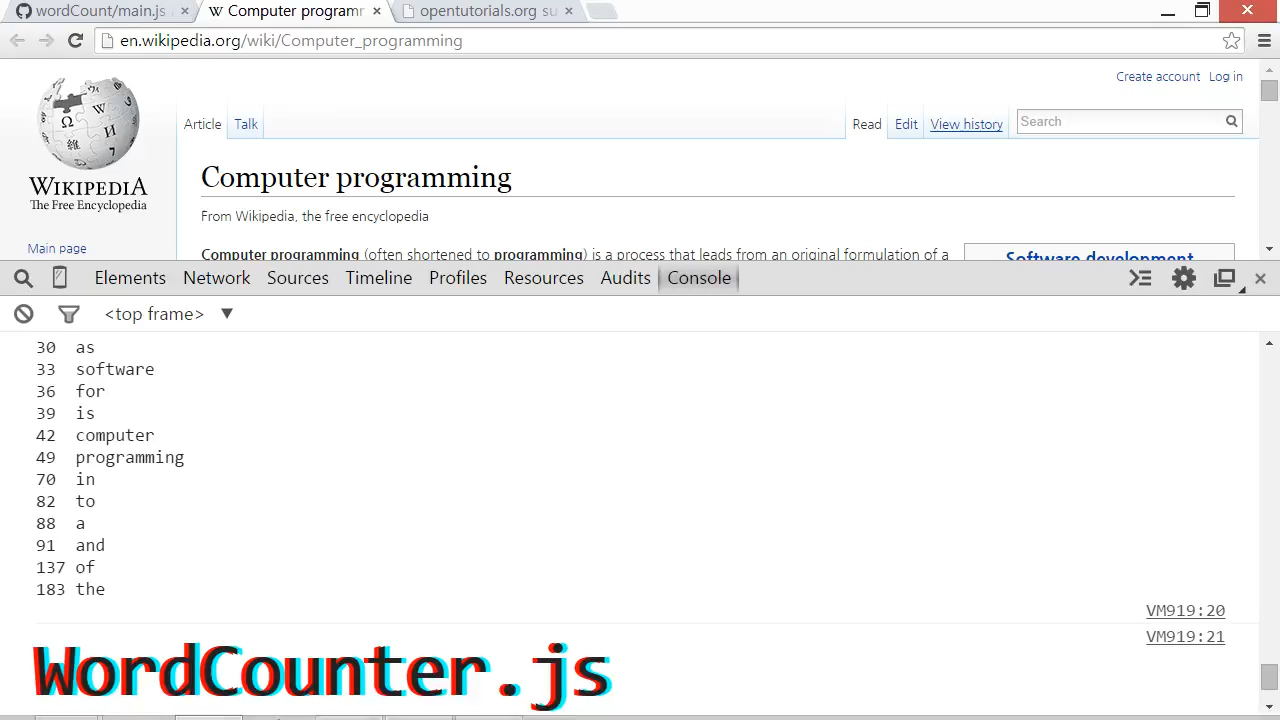 wordCount/main.js
W Computer programm
opentutorials.org su
en.wikipedia.org/wiki/Computer_programming
Create account Log in
Article Talk
Read Edit View history Search
WIKIPEDIA
The Free Encyclopedia
Computer programming
From Wikipedia, the free encyclopedia
Main page
Computer programming (often shortened to programming) is a process that leads from an original formulation of a
Software development
Elements Network Sources Timeline Profiles Resources Audits Console
<top frame> ▼
30 as
33 software
36 for
39 is
42 computer
49 programming
70 in
82 to
88 a
91 and
137 of
183 the
VM919:20
VM919:21
WordCounter.js